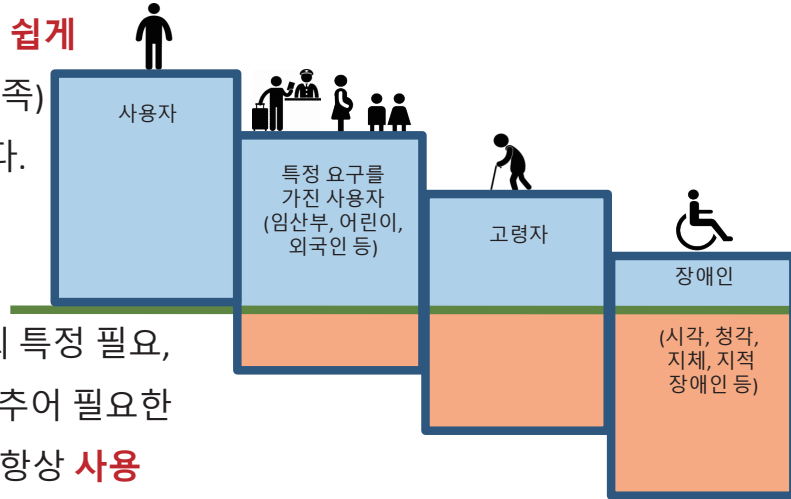 쉽게
족)
다.
사용자
특정 요구를
가진 사용자
(임산부, 어린이,
외국인 등)
고령자
장애인
(시각, 청각,
지체, 지적
장애인 등)
특정 필요,
추어 필요한
항상 사용